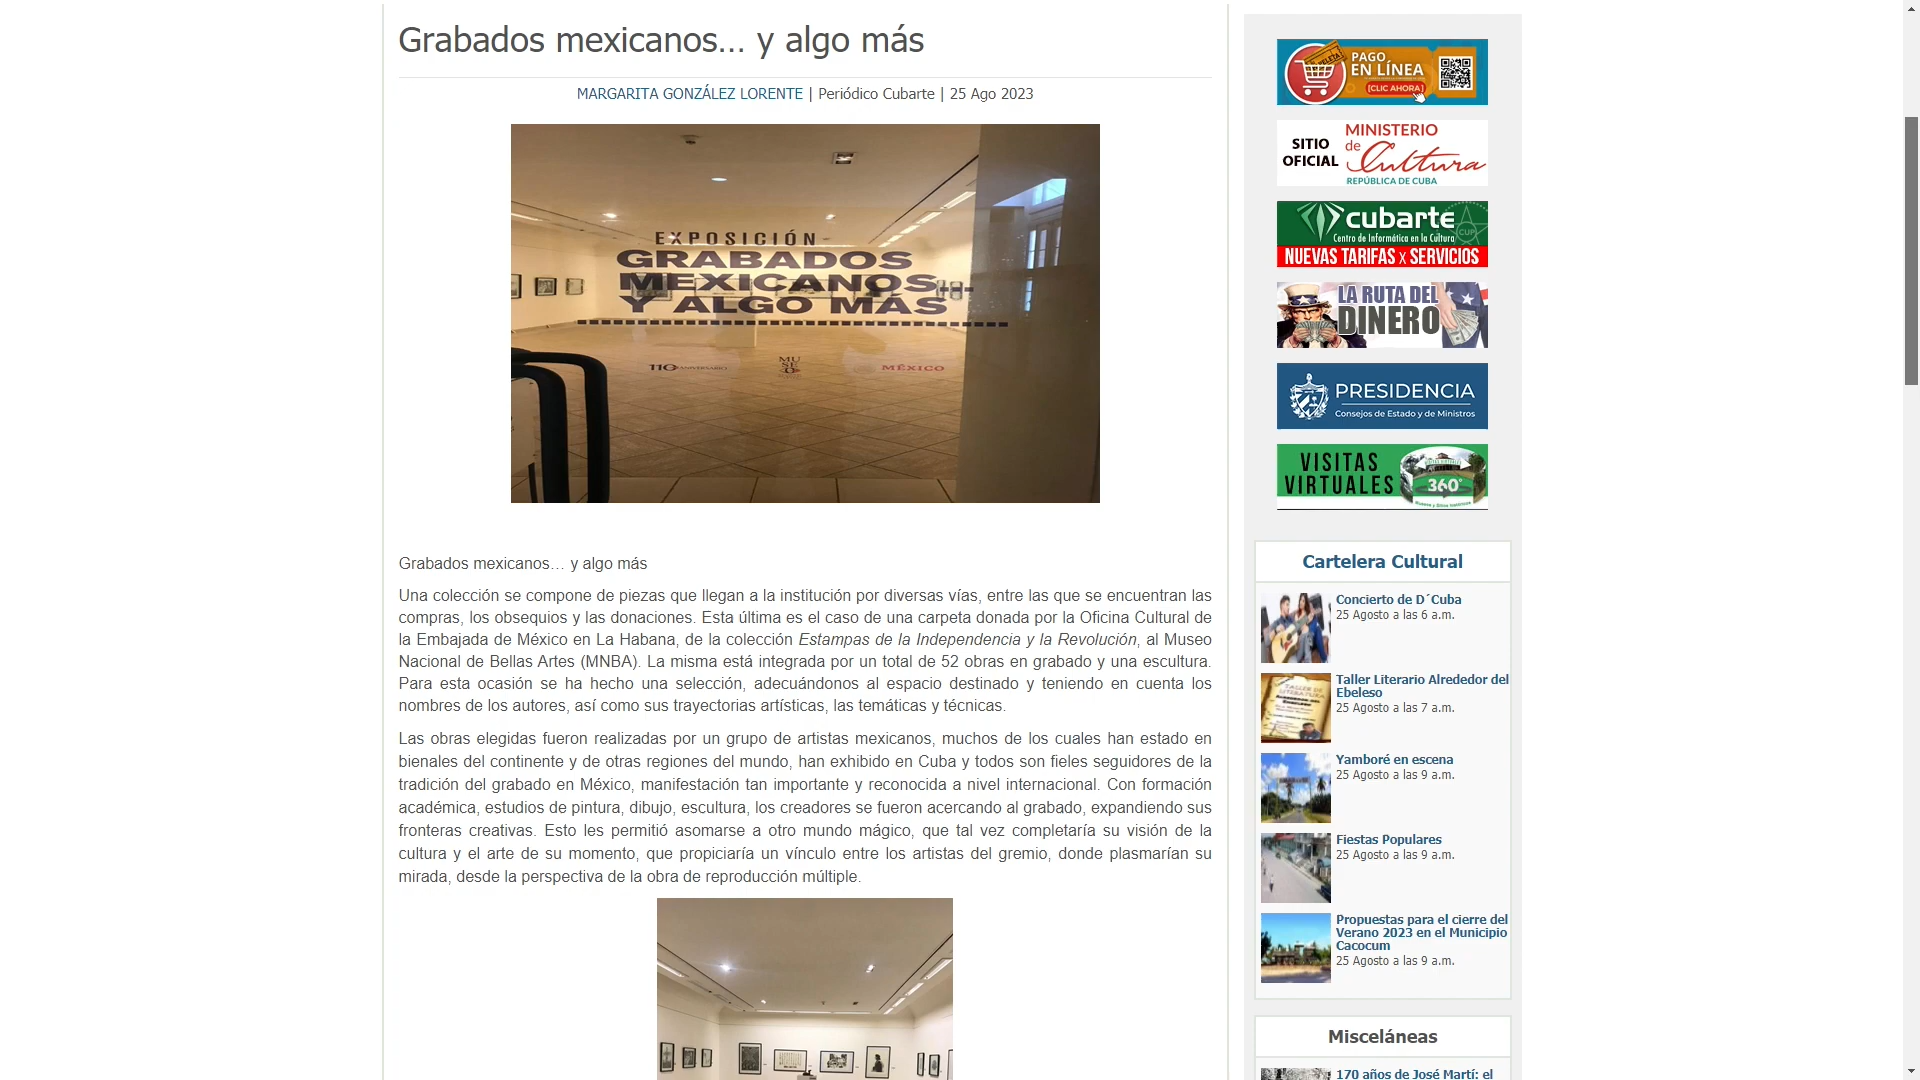 Grabados mexicanos… y algo más
MARGARITA GONZÁLEZ LORENTE | Periódico Cubarte | 25 Ago 2023
EXPOSICIÓN
GRABADOS
MEXICANOS...
Y ALGO MÁS
110 ANIVERSARIO
MUSEO
MÉXICO
Grabados mexicanos… y algo más
Una colección se compone de piezas que llegan a la institución por diversas vías, entre las que se encuentran las
compras, los obsequios y las donaciones. Esta última es el caso de una carpeta donada por la Oficina Cultural de
la Embajada de México en La Habana, de la colección Estampas de la Independencia y la Revolución, al Museo
Nacional de Bellas Artes (MNBA). La misma está integrada por un total de 52 obras en grabado y una escultura.
Para esta ocasión se ha hecho una selección, adecuándonos al espacio destinado y teniendo en cuenta los
nombres de los autores, así como sus trayectorias artísticas, las temáticas y técnicas.
Las obras elegidas fueron realizadas por un grupo de artistas mexicanos, muchos de los cuales han estado en
bienales del continente y de otras regiones del mundo, han exhibido en Cuba y todos son fieles seguidores de la
tradición del grabado en México, manifestación tan importante y reconocida a nivel internacional. Con formación
académica, estudios de pintura, dibujo, escultura, los creadores se fueron acercando al grabado, expandiendo sus
fronteras creativas. Esto les permitió asomarse a otro mundo mágico, que tal vez completaría su visión de la
cultura y el arte de su momento, que propiciaría un vínculo entre los artistas del gremio, donde plasmarían su
mirada, desde la perspectiva de la obra de reproducción múltiple.
PAGO
EN LÍNEA
[CLIC AHORA]
SITIO
OFICIAL
MINISTERIO
de
Cultura
REPÚBLICA DE CUBA
cubarte
Centro de Informática en la Cultura
CUP
NUEVAS TARIFAS X SERVICIOS
LA RUTA DEL
DINERO
PRESIDENCIA
Consejos de Estado y de Ministros
VISITAS
VIRTUALES
360°
Cartelera Cultural
Concierto de D´Cuba
25 Agosto a las 6 a.m.
TALLER DE
Taller Literario Alrededor del
Ebeleso
25 Agosto a las 7 a.m.
Yamboré en escena
25 Agosto a las 9 a.m.
Fiestas Populares
25 Agosto a las 9 a.m.
Propuestas para el cierre del
Verano 2023 en el Municipio
Cacocum
25 Agosto a las 9 a.m.
Misceláneas
170 años de José Martí: el